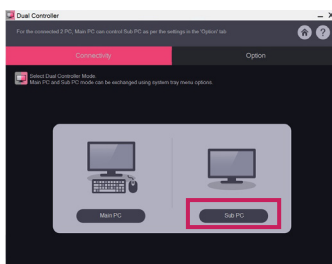 Dual Controller
For the connected 2 PC, Main PC can control Sub PC as per the settings in the 'Option' tab
Connectivity
Option
Select Dual Controller Mode
Main PC and Sub PC mode can be exchanged using system tray menu options.
Main PC
Sub PC